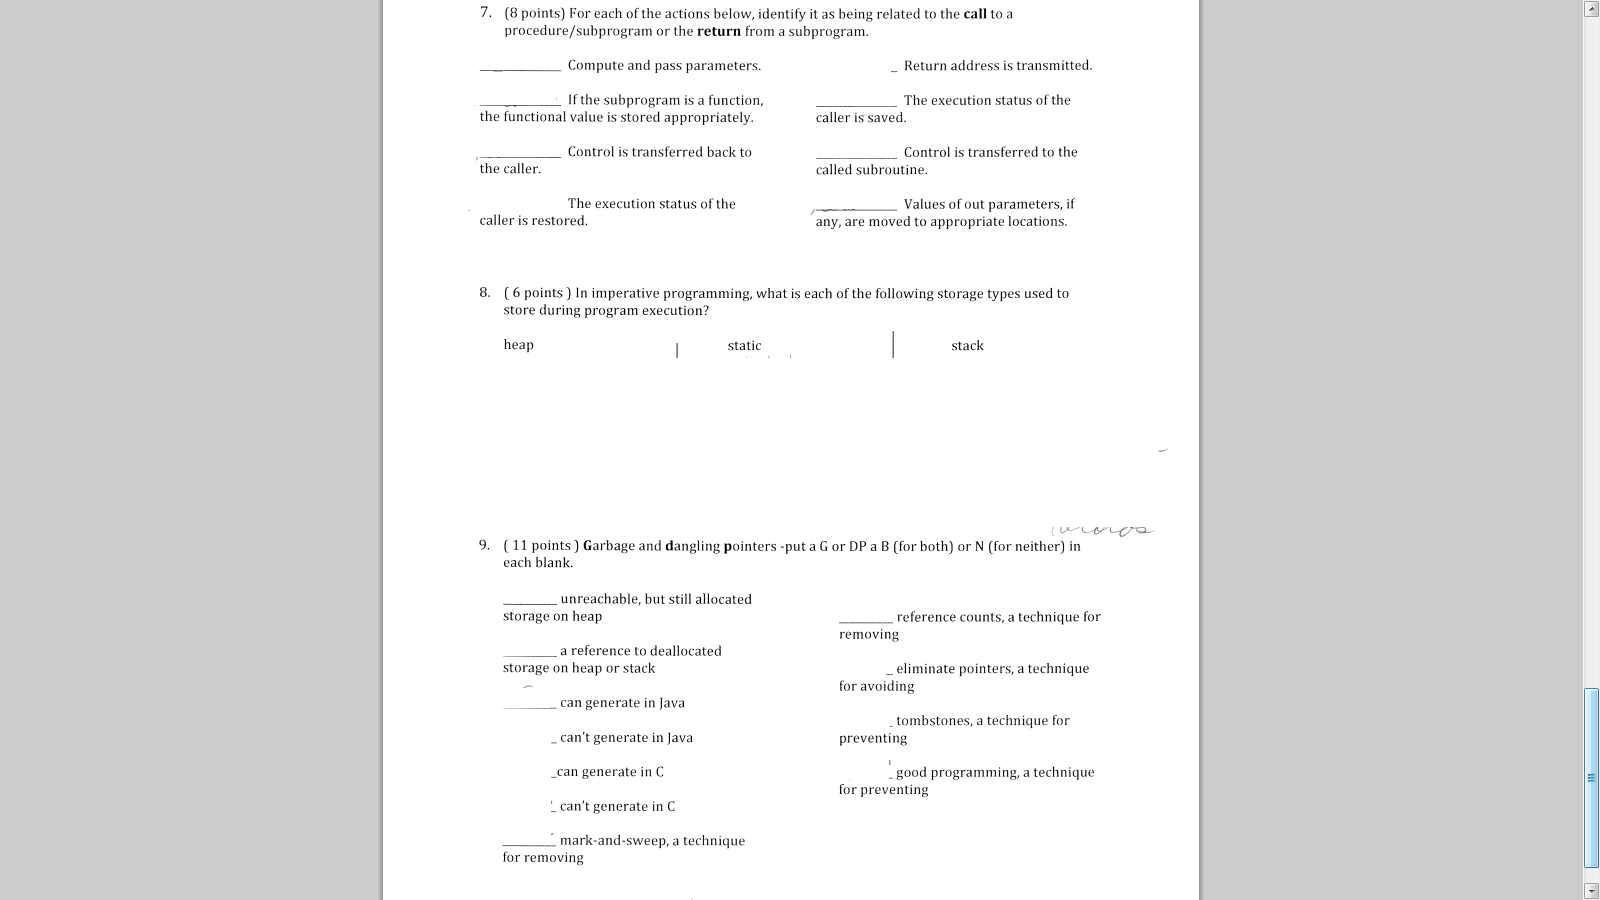 7. (8 points) For each of the actions below, identify it as being related to the call to a
procedure/subprogram or the return from a subprogram.
__________ Compute and pass parameters.
__________ If the subprogram is a function,
the functional value is stored appropriately.
__________ Control is transferred back to
the caller.
The execution status of the
caller is restored.
_ Return address is transmitted.
__________ The execution status of the
caller is saved.
__________ Control is transferred to the
called subroutine.
__________ Values of out parameters, if
any, are moved to appropriate locations.
8. ( 6 points ) In imperative programming, what is each of the following storage types used to
store during program execution?
heap | static | stack
9. ( 11 points ) Garbage and dangling pointers -put a G or DP a B (for both) or N (for neither) in
each blank.
_______ unreachable, but still allocated
storage on heap
_______ a reference to deallocated
storage on heap or stack
_______ can generate in Java
_ can't generate in Java
_can generate in C
_ can't generate in C
_______ mark-and-sweep, a technique
for removing
_______ reference counts, a technique for
removing
_ eliminate pointers, a technique
for avoiding
_ tombstones, a technique for
preventing
_ good programming, a technique
for preventing